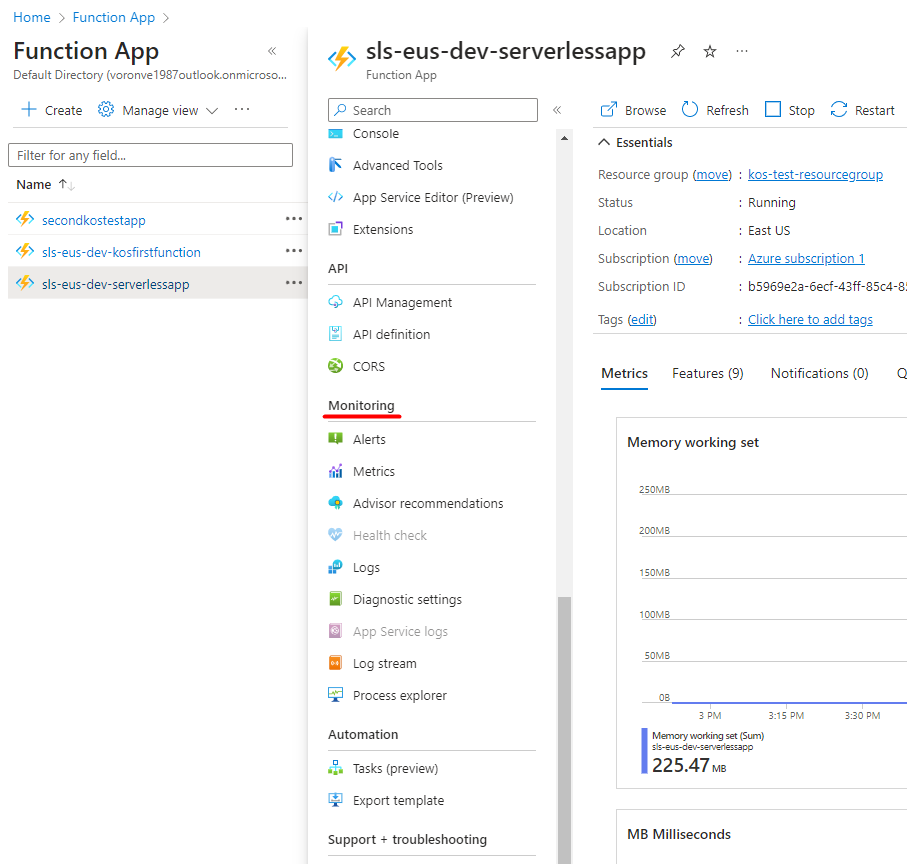 Home > Function App >
Function App «
Default Directory (voronve1987outlook.onmicroso...
Create Manage view ...
Filter for any field...
Name ↑↓
secondkostestapp ...
sls-eus-dev-kosfirstfunction ...
sls-eus-dev-serverlessapp ...
sls-eus-dev-serverlessapp ...
Function App
Search «
Console
Advanced Tools
App Service Editor (Preview)
Extensions
API
API Management
API definition
CORS
Monitoring
Alerts
Metrics
Advisor recommendations
Health check
Logs
Diagnostic settings
App Service logs
Log stream
Process explorer
Automation
Tasks (preview)
Export template
Support + troubleshooting
Browse Refresh Stop Restart
Essentials
Resource group (move) : kos-test-resourcegroup
Status : Running
Location : East US
Subscription (move) : Azure subscription 1
Subscription ID : b5969e2a-6ecf-43ff-85c4-8
Tags (edit) : Click here to add tags
Metrics Features (9) Notifications (0) Q
Memory working set
250MB
200MB
150MB
100MB
50MB
0B
3 PM 3:15 PM 3:30 PM
Memory working set (Sum)
sls-eus-dev-serverlessapp
225.47 MB
MB Milliseconds